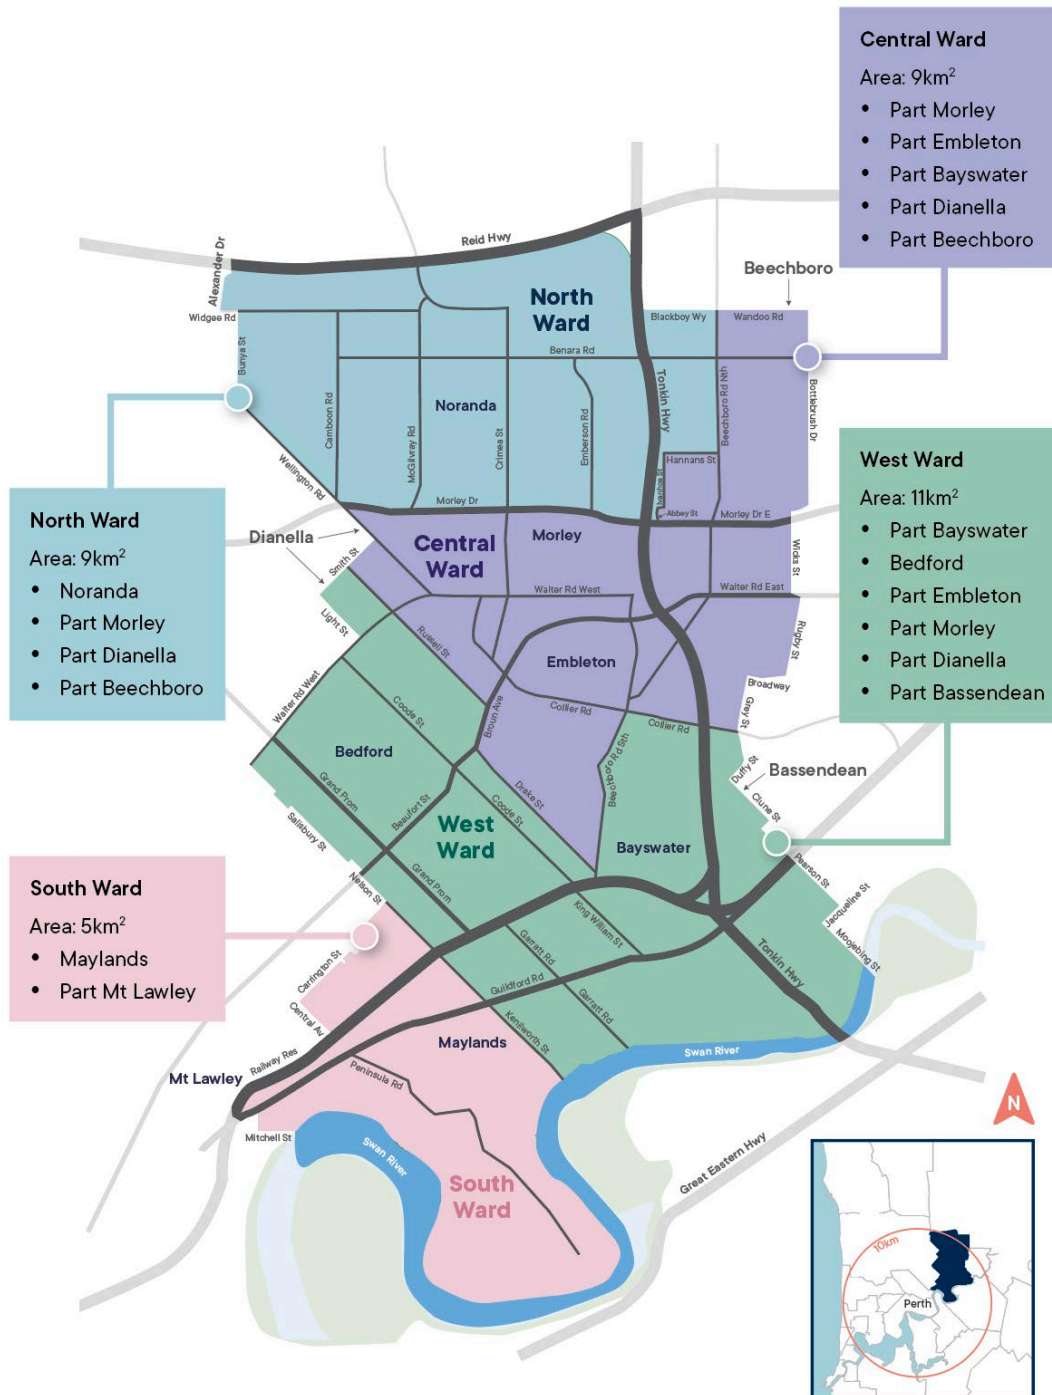 Central Ward
Area: 9km²
• Part Morley
• Part Embleton
• Part Bayswater
• Part Dianella
• Part Beechboro
Reid Hwy
Alexander Dr
Beechboro
North
Ward
Widgee Rd
Blackboy Wy
Wandoo Rd
Bunya St
Benara Rd
Tonkin Hwy
Beechboro Rd Nth
Bottlebrush Dr
Camboon Rd
McGilvray Rd
Noranda
Crimea St
Emberson Rd
Wellington Rd
Hannans St
Ivanhoe St
Abbey St
Morley Dr
Morley Dr E
West Ward
Area: 11km²
• Part Bayswater
• Bedford
• Part Embleton
• Part Morley
• Part Dianella
• Part Bassendean
North Ward
Area: 9km²
• Noranda
• Part Morley
• Part Dianella
• Part Beechboro
Dianella
Central
Ward
Morley
Smith St
Wicks St
Walter Rd West
Walter Rd East
Light St
Russell St
Rugby St
Embleton
Broadway
Grey St
Walter Rd West
Coode St
Broun Ave
Collier Rd
Collier Rd
Bedford
Beechboro Rd Sth
Duffy St
Bassendean
Grand Prom
Beaufort St
Coode St
Drake St
Clune St
Salisbury St
West
Ward
Bayswater
Pearson St
Nelson St
Grand Prom
Jacqueline St
South Ward
Area: 5km²
• Maylands
• Part Mt Lawley
King William St
Moojebing St
Carrington St
Garratt Rd
Tonkin Hwy
Guildford Rd
Central Av
Garratt Rd
Kenilworth St
Maylands
Swan River
Railway Res
Mt Lawley
Peninsula Rd
N
Mitchell St
Swan River
Great Eastern Hwy
South
Ward
10km
Perth